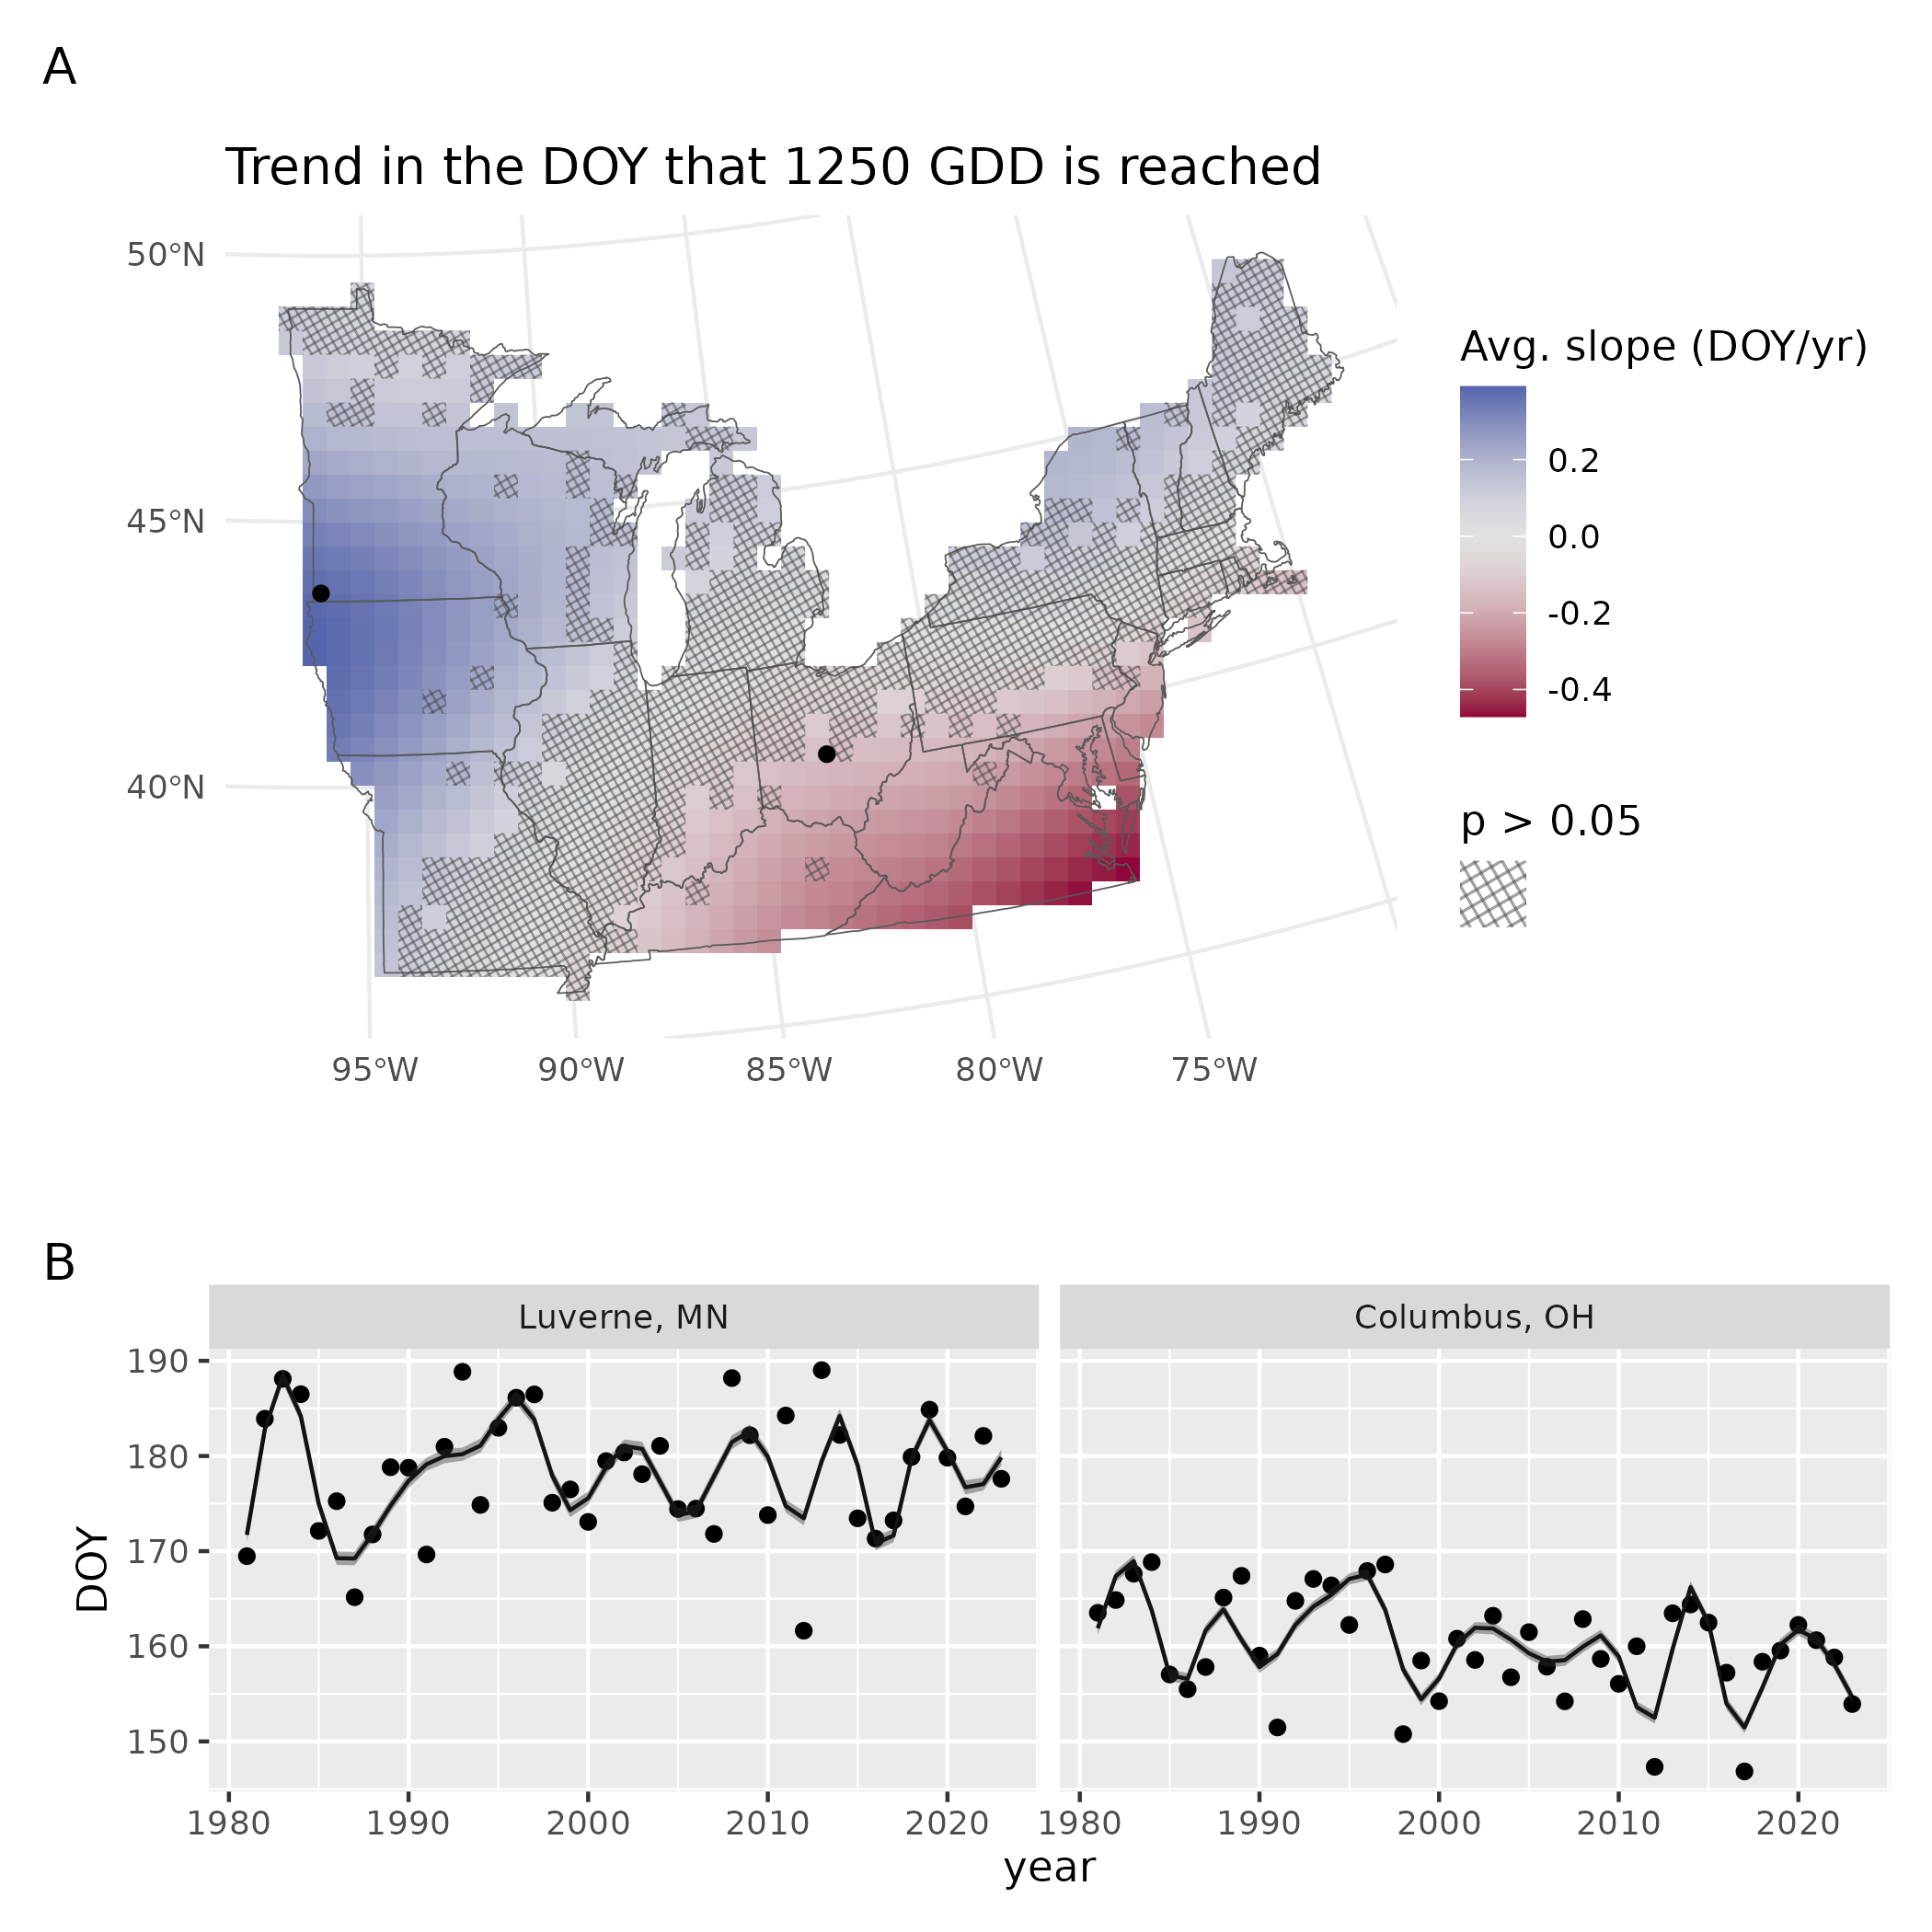 A
Trend in the DOY that 1250 GDD is reached
50°N
45°N
40°N
95°W
90°W
85°W
80°W
75°W
Avg. slope (DOY/yr)
0.2
0.0
-0.2
-0.4
p > 0.05
B
Luverne, MN
Columbus, OH
DOY
190
180
170
160
150
1980
1990
2000
2010
2020
1980
1990
2000
2010
2020
year